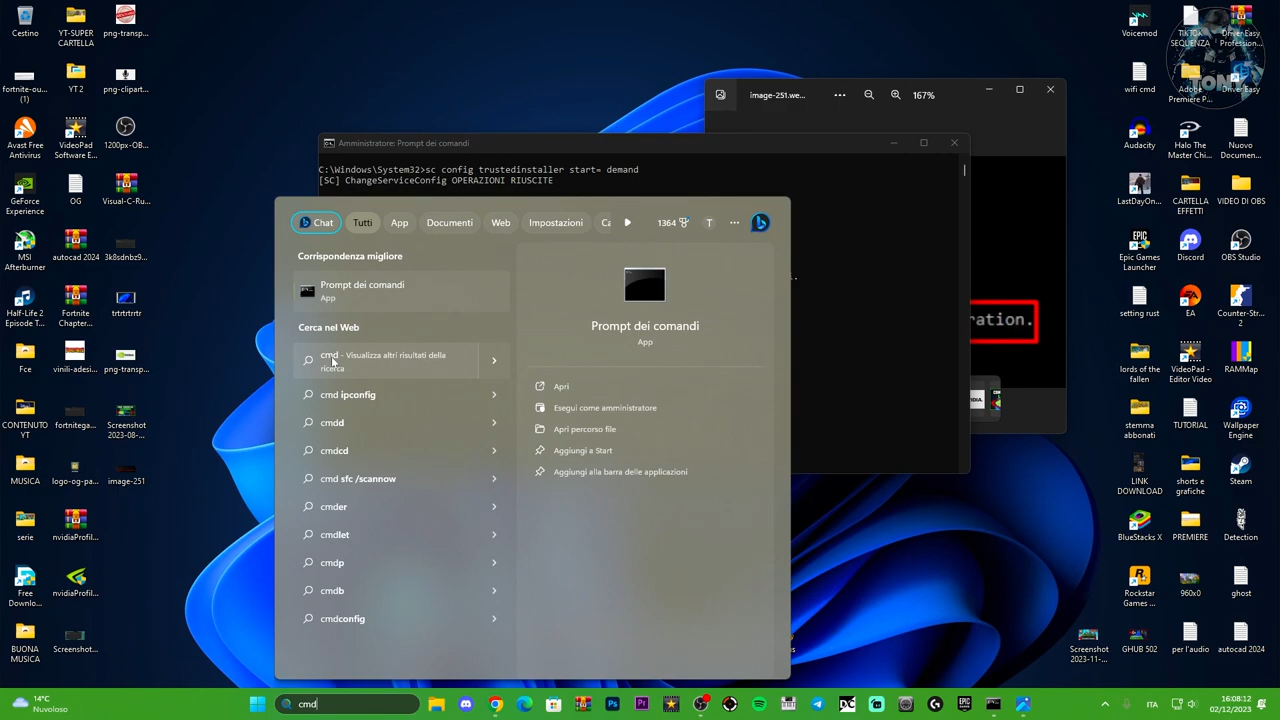 Cestino
YT-SUPER
CARTELLA
png-transp...
fortnite-ou...
(1)
YT 2
png-clipart...
Avast Free
Antivirus
VideoPad
Software E...
1200px-OB...
GeForce
Experience
OG
Visual-C-Ru...
MSI
Afterburner
autocad 2024
3k8sdnbz9...
Half-Life 2
Episode T...
Fortnite
Chapter...
trtrtrtrtr
Fce
vinili-adesi...
png-transp...
CONTENUTO
YT
fortnitega...
Screenshot
2023-08-...
MUSICA
logo-og-pa...
image-251
serie
nvidiaProfil...
Free
Downlo...
nvidiaProfil...
BUONA
MUSICA
Screenshot...
image-251.we...
167%
Amministratore: Prompt dei comandi
C:\Windows\System32>sc config trustedinstaller start= demand
[SC] ChangeServiceConfig OPERAZIONI RIUSCITE
ration.
Chat
Tutti
App
Documenti
Web
Impostazioni
Ca
1364
T
Corrispondenza migliore
Prompt dei comandi
App
Cerca nel Web
cmd - Visualizza altri risultati della
ricerca
cmd ipconfig
cmdd
cmdcd
cmd sfc /scannow
cmder
cmdlet
cmdp
cmdb
cmdconfig
Prompt dei comandi
App
Apri
Esegui come amministratore
Apri percorso file
Aggiungi a Start
Aggiungi alla barra delle applicazioni
Voicemod
TIKTOK
SEQUENZA
Driver Easy
Profession...
TONY
wifi cmd
Adobe
Premiere P...
Driver Easy
Audacity
Halo The
Master Chi...
Nuovo
Documen...
LastDayOn...
CARTELLA
EFFETTI
VIDEO DI OBS
Epic Games
Launcher
Discord
OBS Studio
setting rust
EA
Counter-Str...
2
lords of the
fallen
VideoPad -
Editor Video
RAMMap
stemma
abbonati
TUTORIAL
Wallpaper
Engine
LINK
DOWNLOAD
shorts e
grafiche
Steam
BlueStacks X
PREMIERE
Detection
Rockstar
Games ...
960x0
ghost
Screenshot
2023-11-...
GHUB 502
per l'audio
autocad 2024
14°C
Nuvoloso
cmd
ITA
16:08:12
02/12/2023